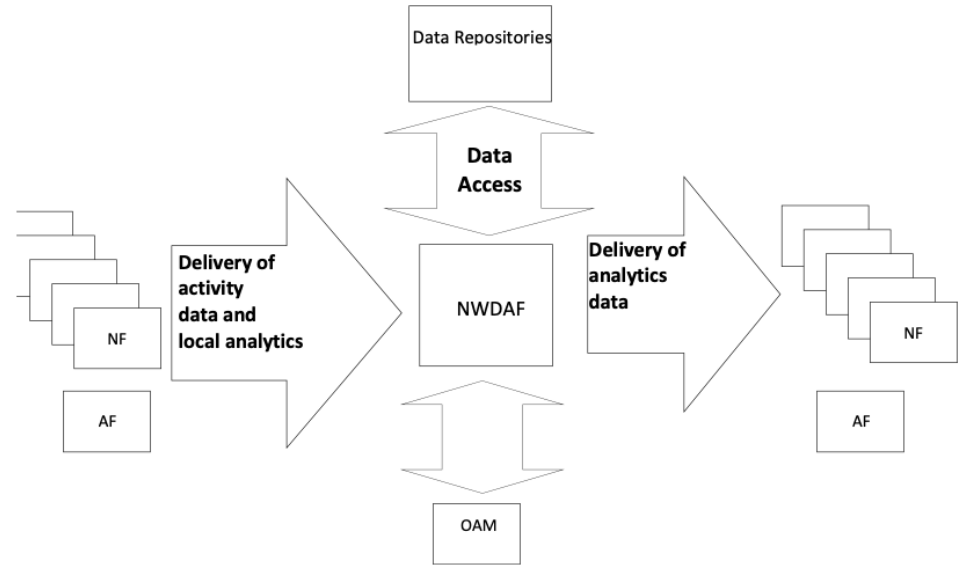 Data Repositories
Data
Access
Delivery of
activity
data and
local analytics
NWDAF
Delivery of
analytics
data
NF
AF
NF
AF
OAM